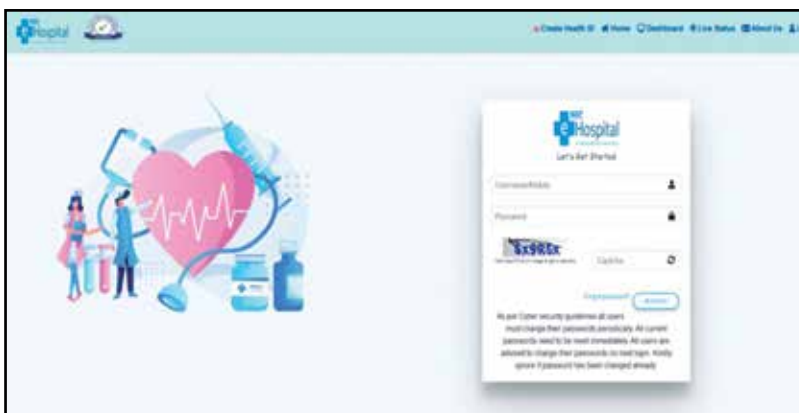 eHospital
Create Health ID Home Dashboard Live Status About Us
NIC
eHospital
Let's Get Started
Username/Mobile
Password
Captcha
Forgot password?
As per Cyber security guidelines all users
must change their passwords periodically. All current
passwords need to be reset immediately. All users are
advised to change their passwords on next login. Kindly
ignore if password has been changed already